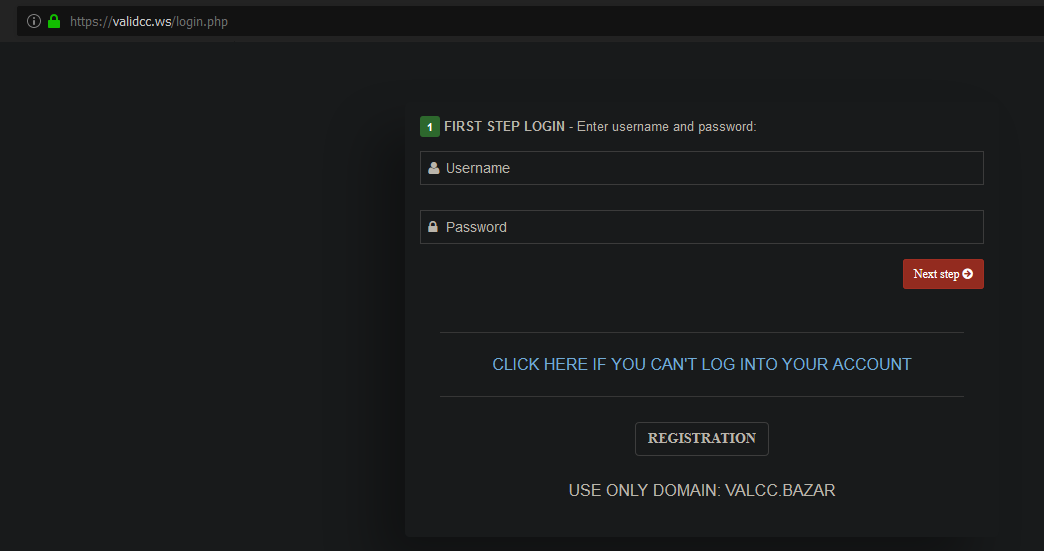 https://validcc.ws/login.php
1 FIRST STEP LOGIN - Enter username and password:
Username
Password
Next step
CLICK HERE IF YOU CAN'T LOG INTO YOUR ACCOUNT
REGISTRATION
USE ONLY DOMAIN: VALCC.BAZAR